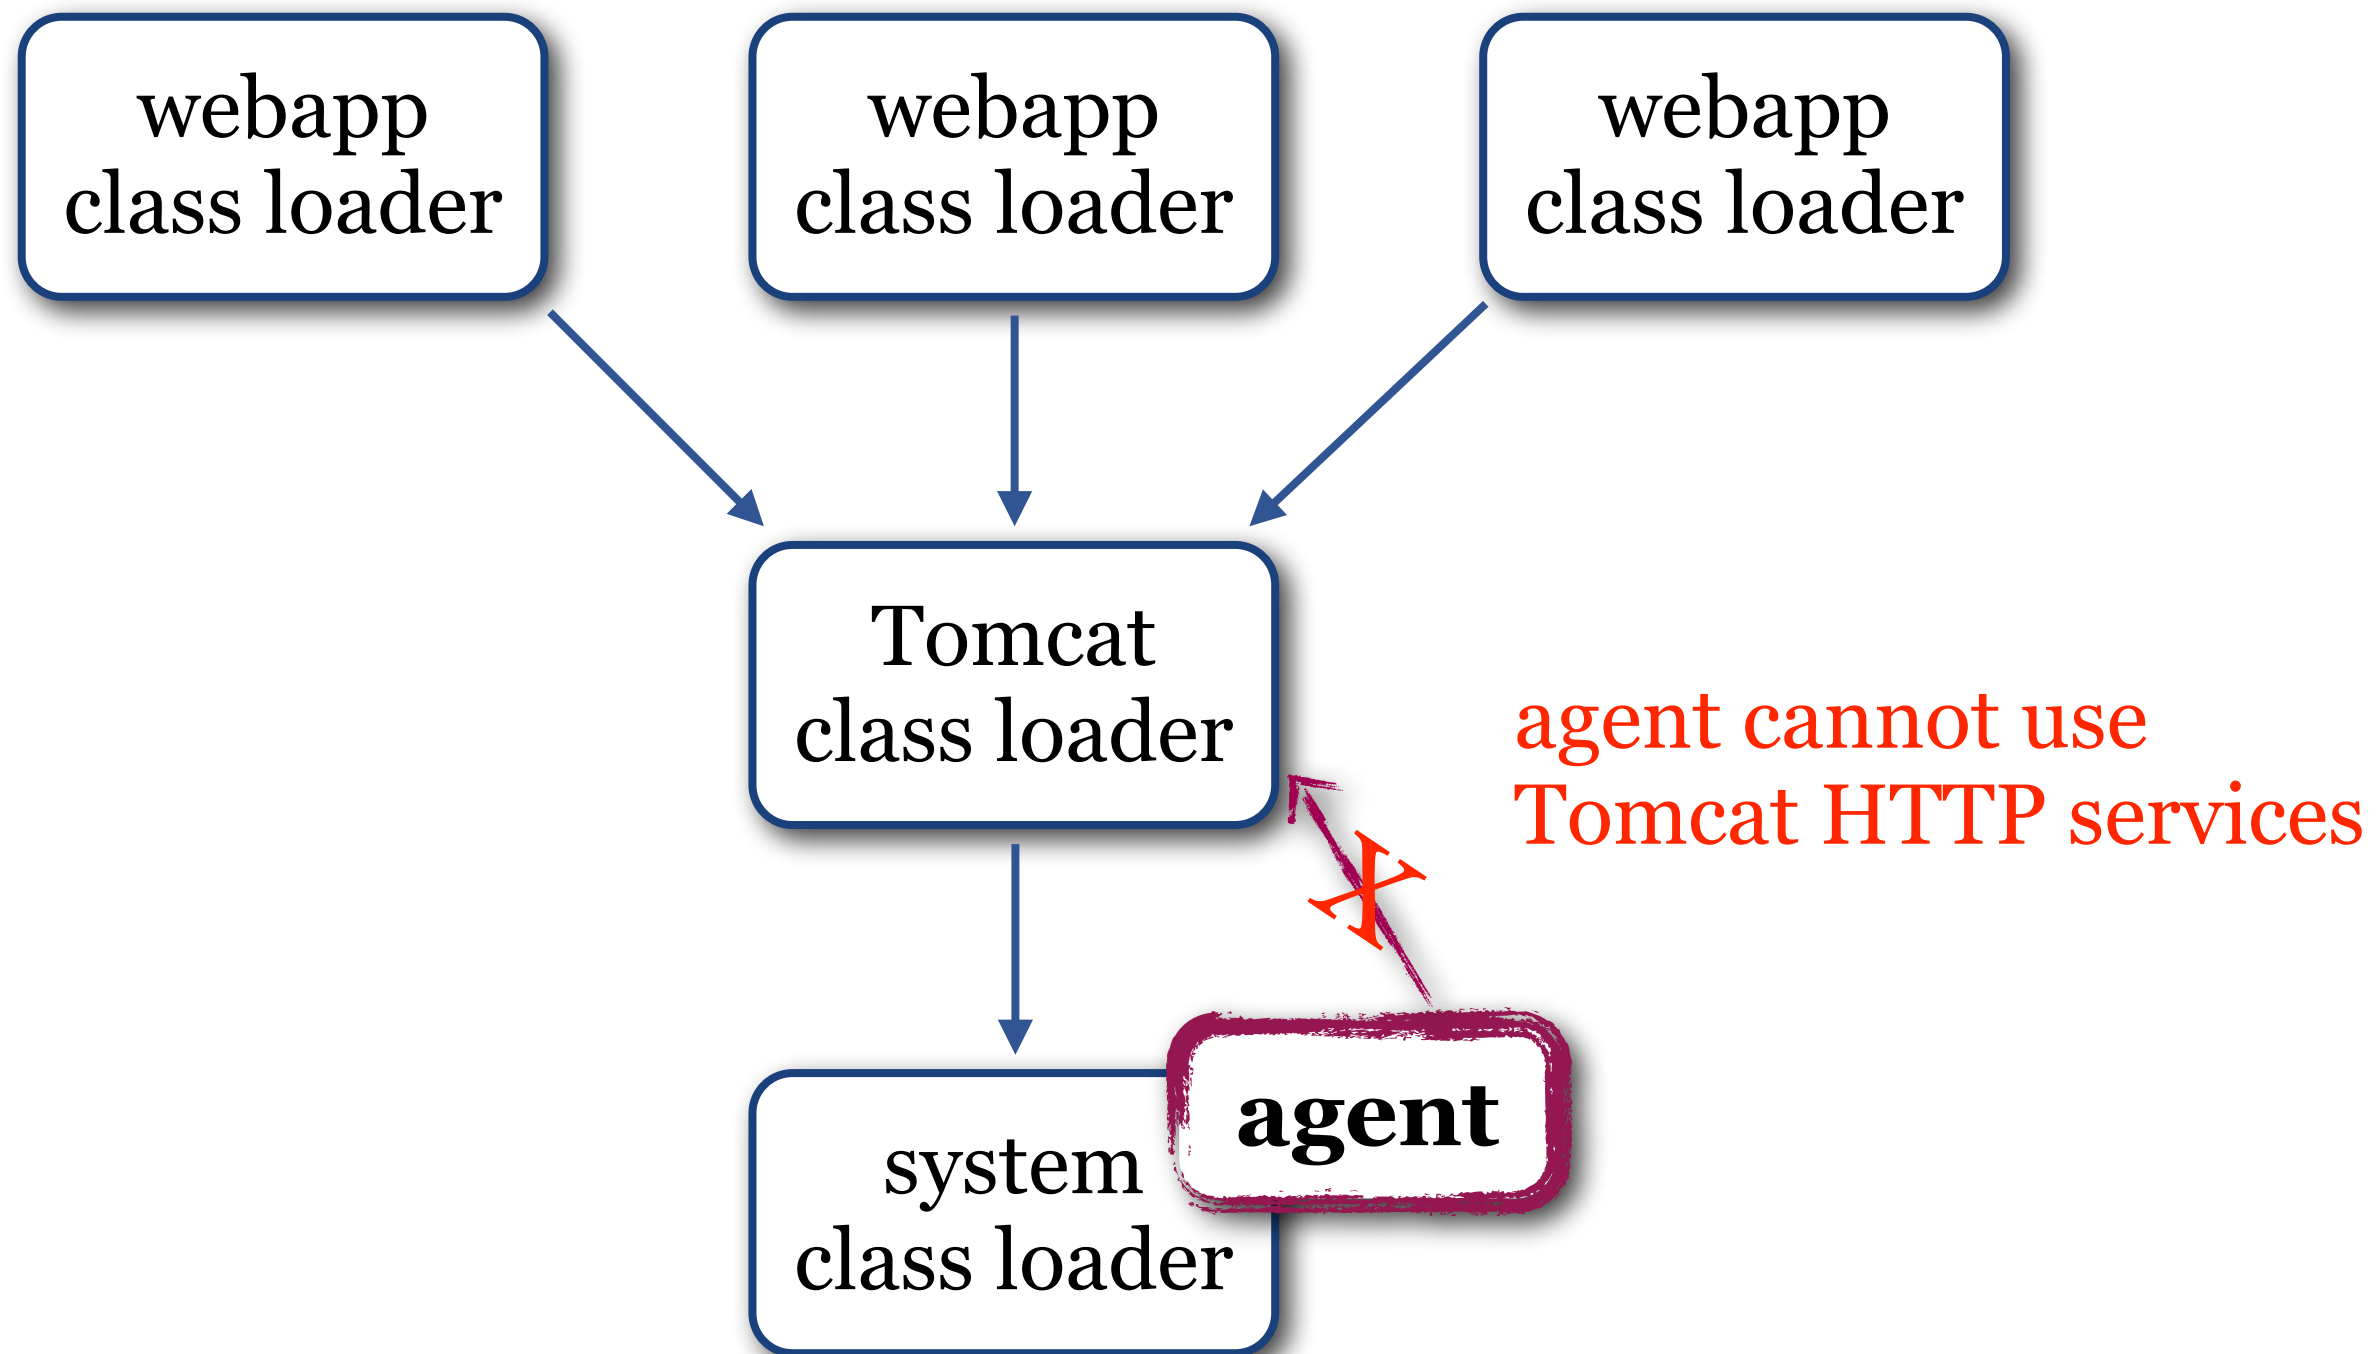 webapp
class loader
webapp
class loader
webapp
class loader
Tomcat
class loader
agent cannot use
Tomcat HTTP services
X
agent
system
class loader